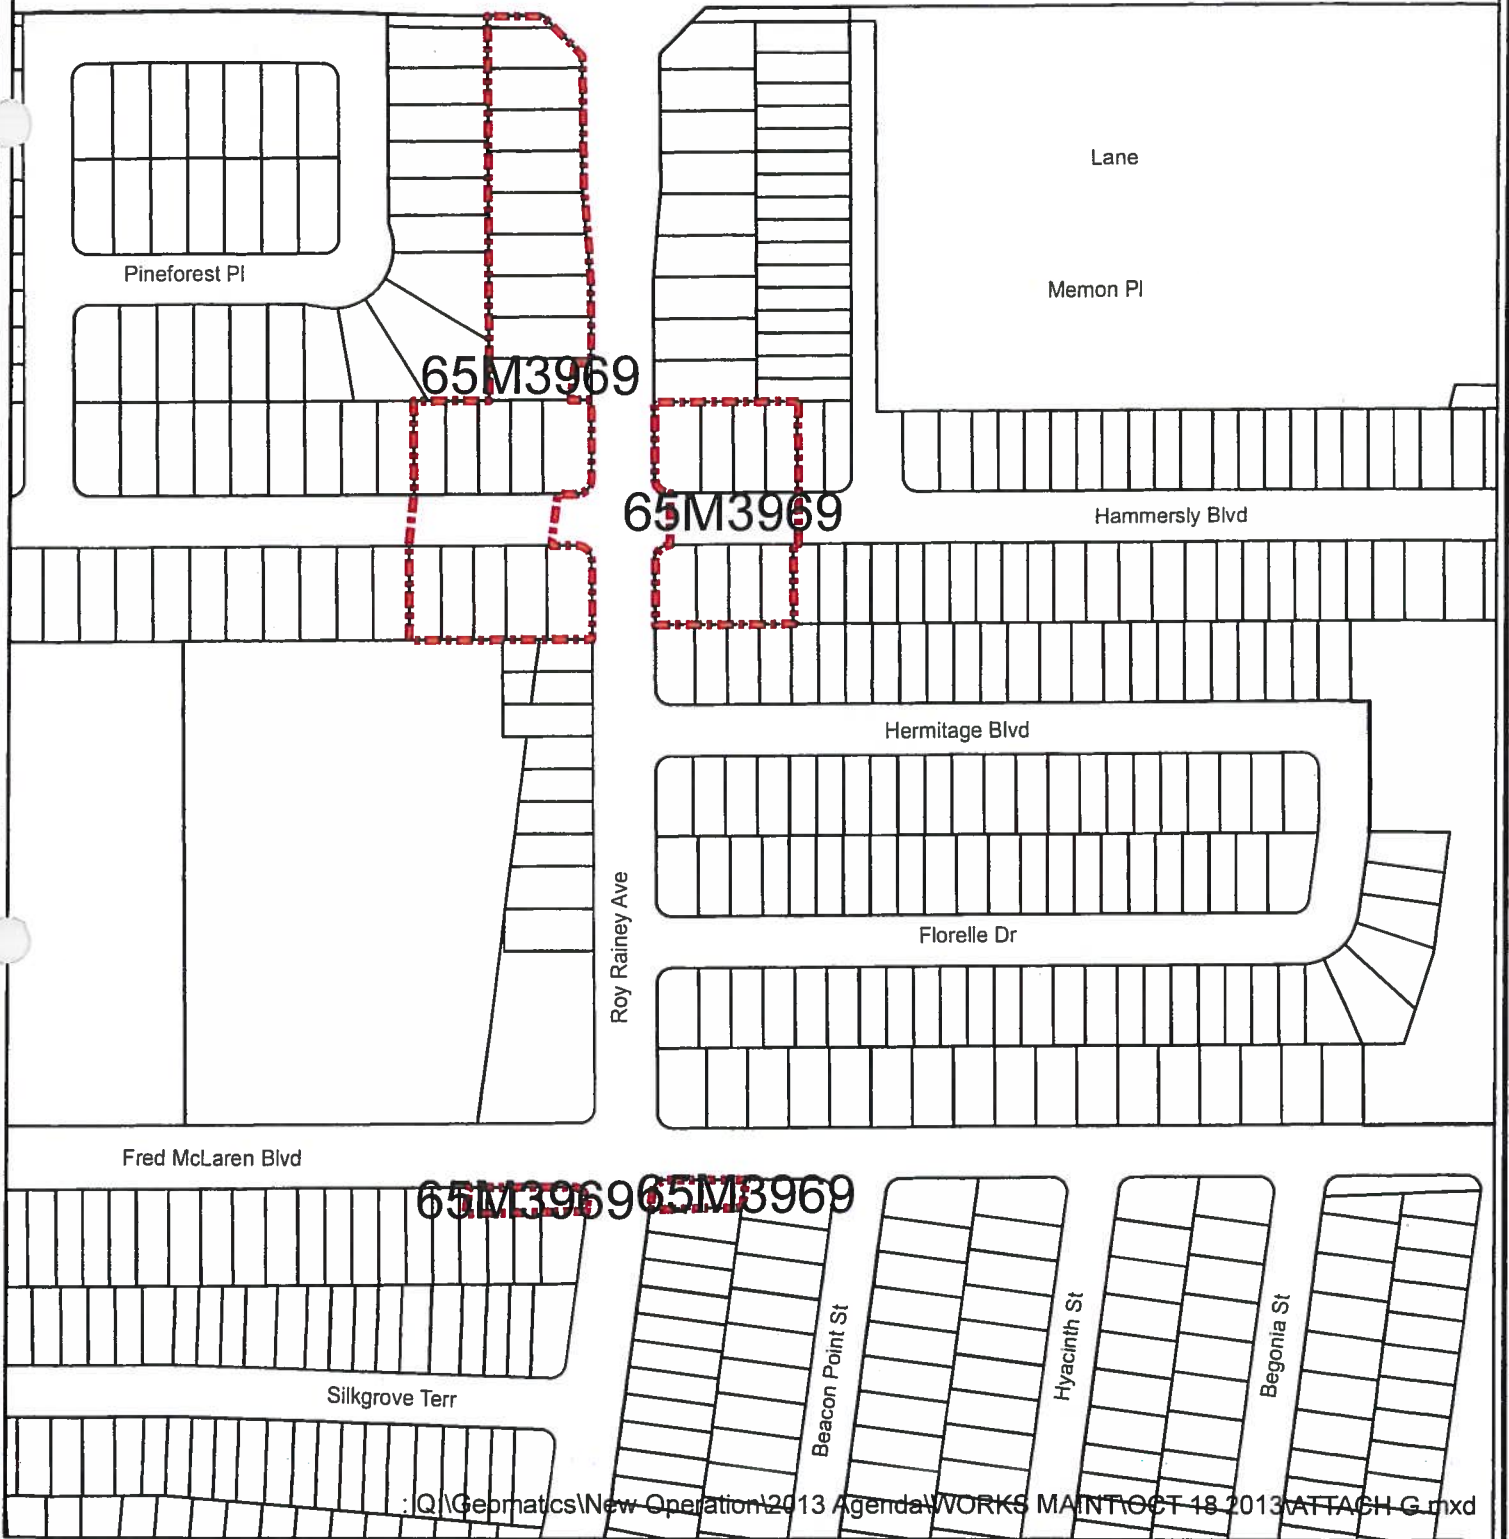 Lane
Pineforest Pl
Memon Pl
65M3969
65M3969
Hammersly Blvd
Hermitage Blvd
Roy Rainey Ave
Florelle Dr
Fred McLaren Blvd
65M3969
65M3969
Beacon Point St
Hyacinth St
Begonia St
Silkgrove Terr
: Q:\Geomatics\New Operation\2013 Agenda\WORKS MAINT\OCT 18 2013\ATTACH G.mxd